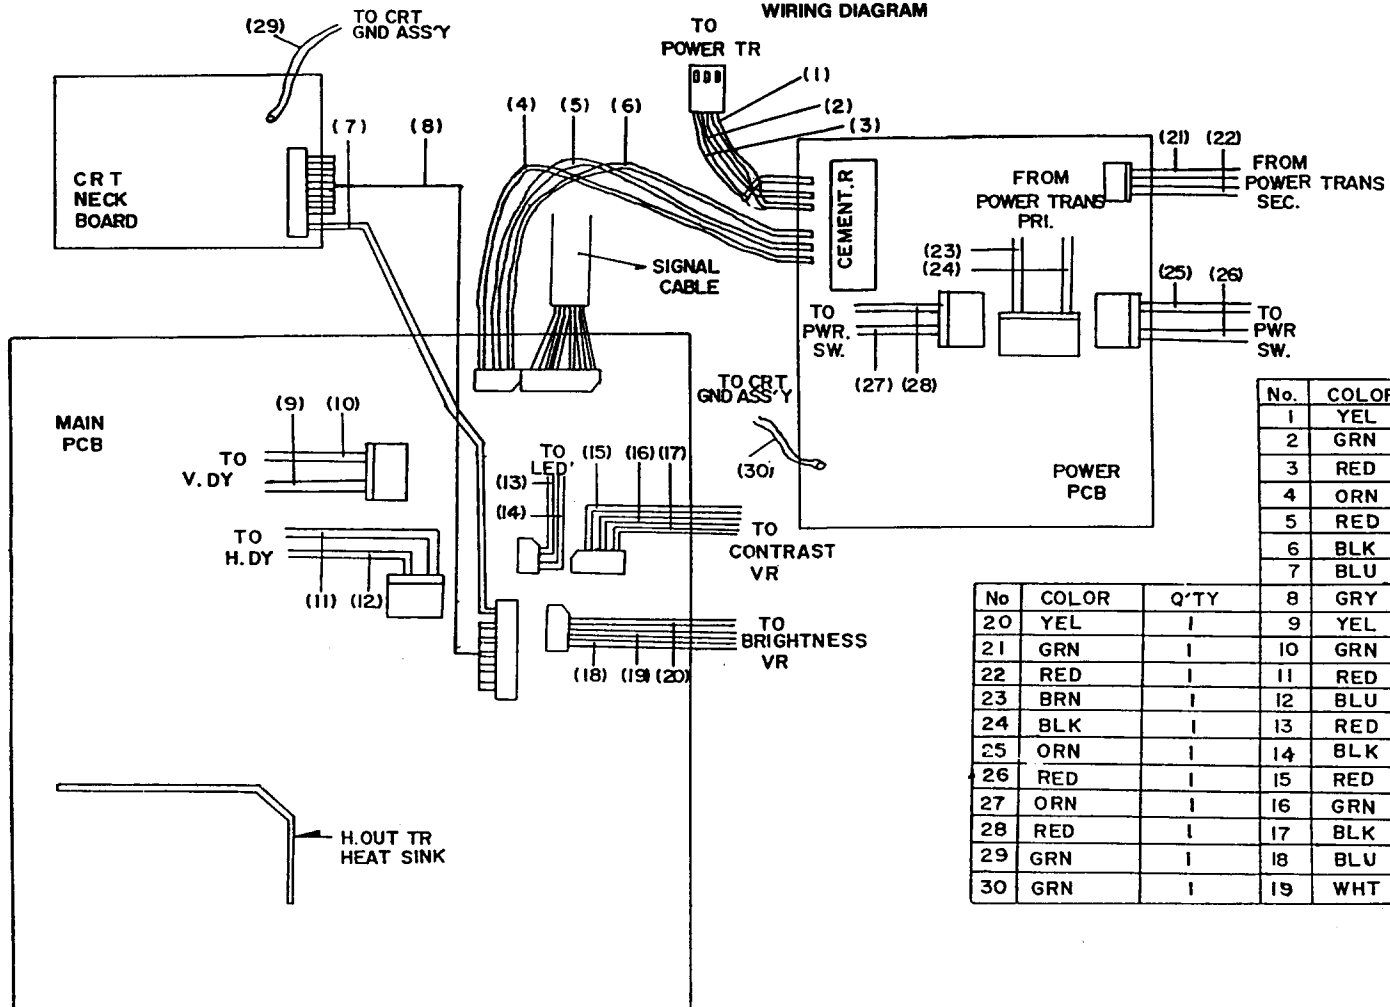 WIRING DIAGRAM
(29)
TO CRT
GND ASS'Y
TO
POWER TR
(1)
(2)
(3)
(4) (5) (6)
(7) (8)
CRT
NECK
BOARD
SIGNAL
CABLE
CEMENT.R
FROM
POWER TRANS
PRI.
(21) (22)
FROM
POWER TRANS
SEC.
(23)
(24)
(25) (26)
TO
PWR.
SW.
(27) (28)
TO
PWR
SW.
TO CRT
GND ASS'Y
(30)
POWER
PCB
MAIN
PCB
(9) (10)
TO
V.DY
TO
H.DY
(11) (12)
TO
LED'
(13)
(14)
(15) (16) (17)
TO
CONTRAST
VR
TO
BRIGHTNESS
VR
(18) (19) (20)
H.OUT TR
HEAT SINK
No. COLOR
1 YEL
2 GRN
3 RED
4 ORN
5 RED
6 BLK
7 BLU
No COLOR Q'TY 8 GRY
20 YEL 1 9 YEL
21 GRN 1 10 GRN
22 RED 1 11 RED
23 BRN 1 12 BLU
24 BLK 1 13 RED
25 ORN 1 14 BLK
26 RED 1 15 RED
27 ORN 1 16 GRN
28 RED 1 17 BLK
29 GRN 1 18 BLU
30 GRN 1 19 WHT